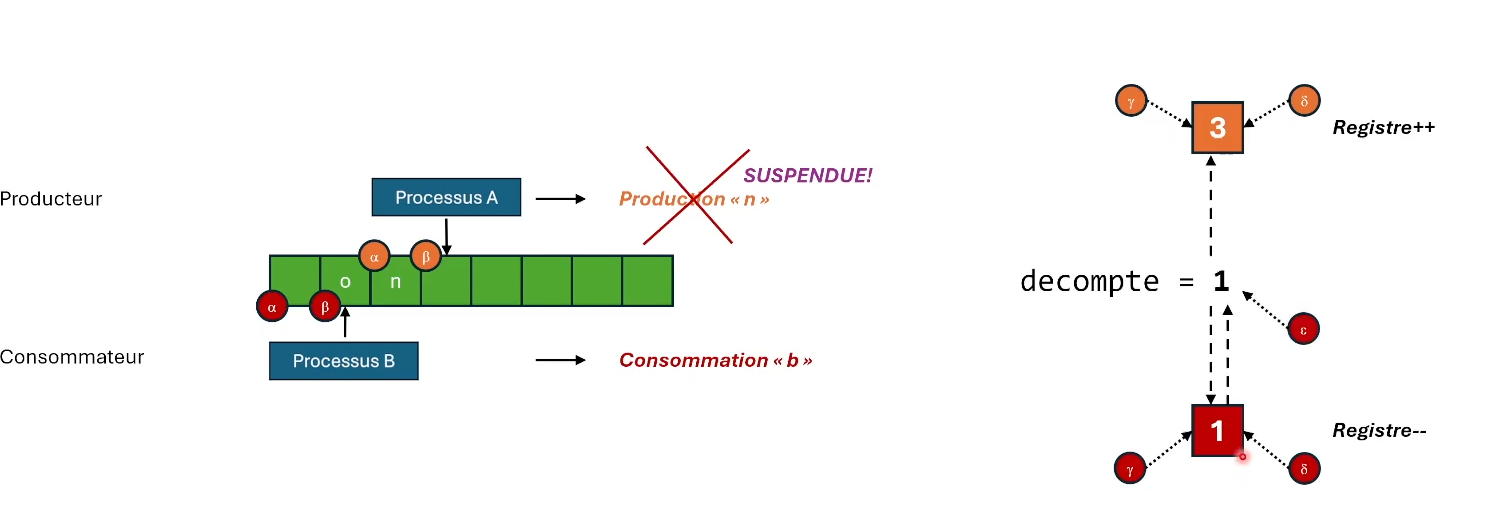 γ
δ
3
Registre++
SUSPENDUE!
Producteur
Processus A
Production « n »
α
β
o
n
decompte = 1
α
β
ε
Consommateur
Processus B
Consommation « b »
1
Registre--
γ
δ